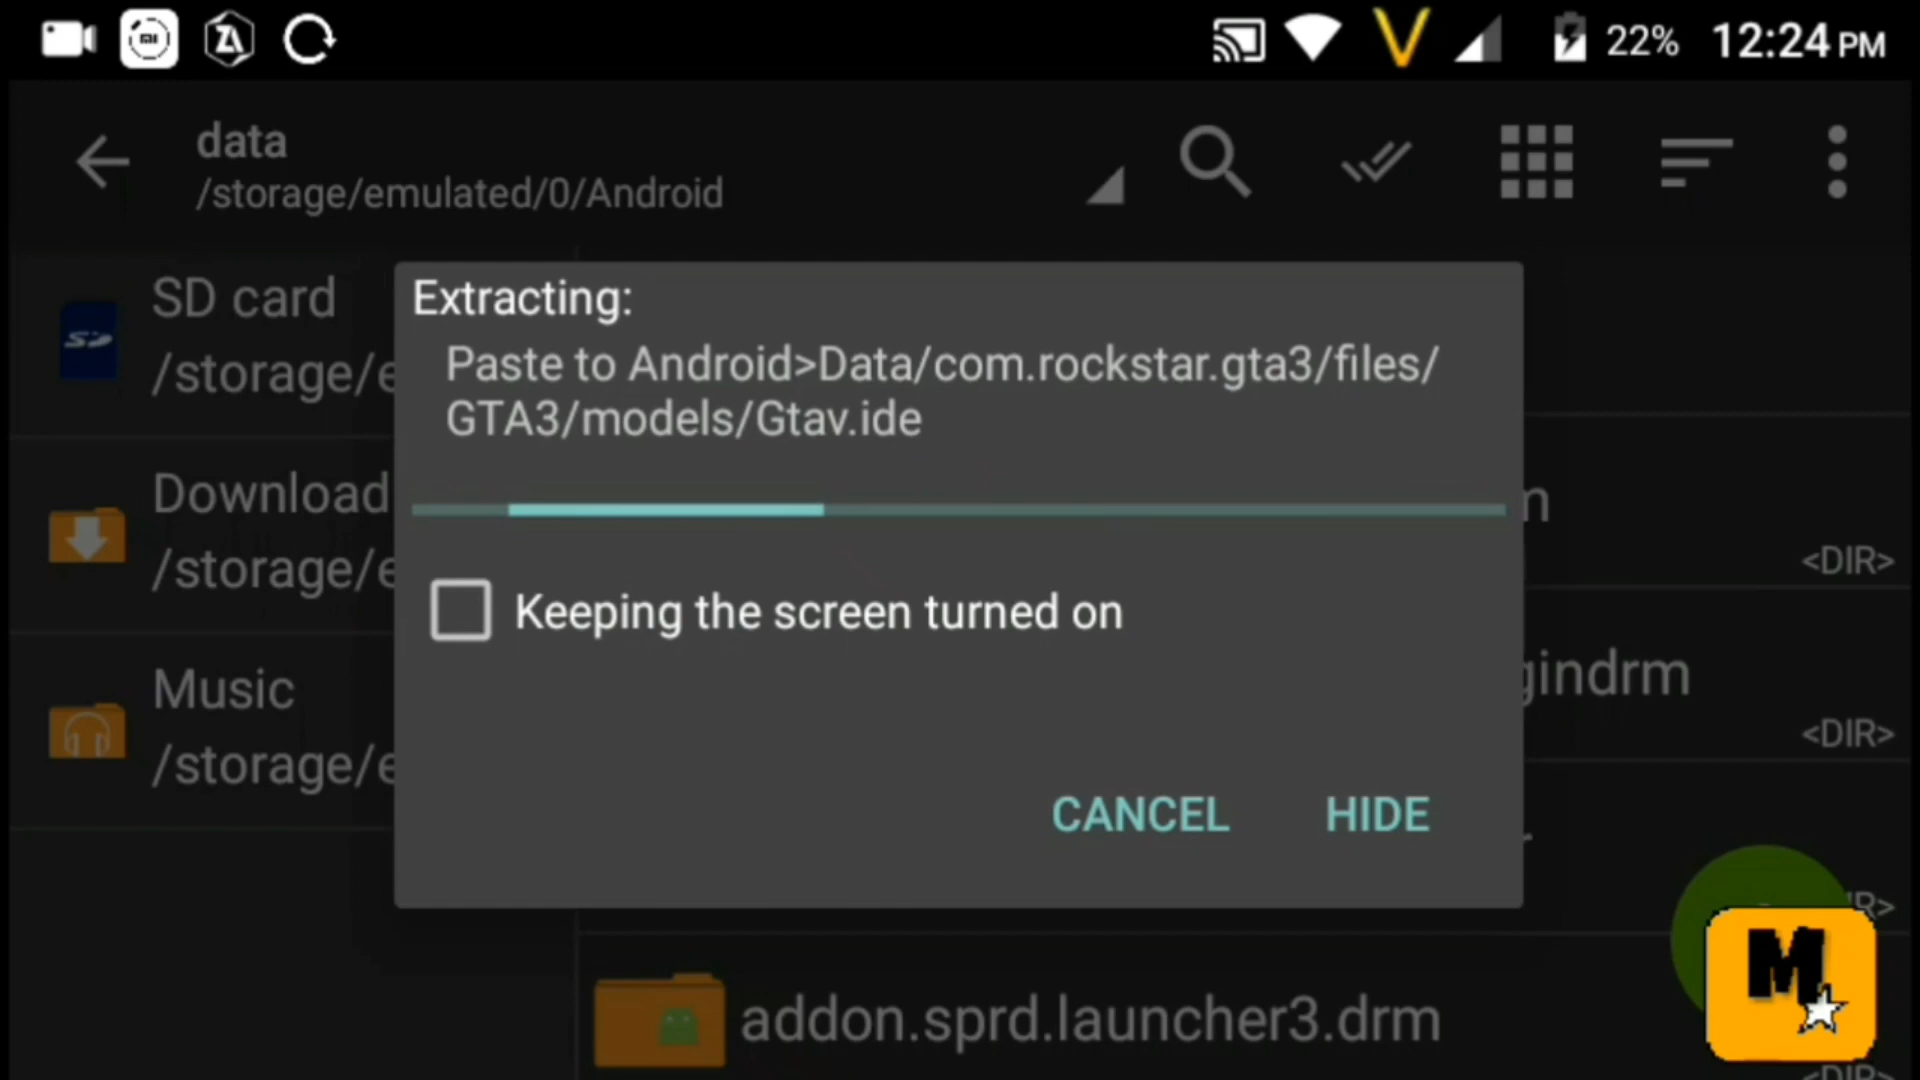 22% 12:24 PM
data
/storage/emulated/0/Android
SD card
/storage/e
Download
/storage/e
Music
/storage/e
Extracting:
Paste to Android>Data/com.rockstar.gta3/files/
GTA3/models/Gtav.ide
Keeping the screen turned on
CANCEL HIDE
<DIR>
gindrm
<DIR>
addon.sprd.launcher3.drm
M